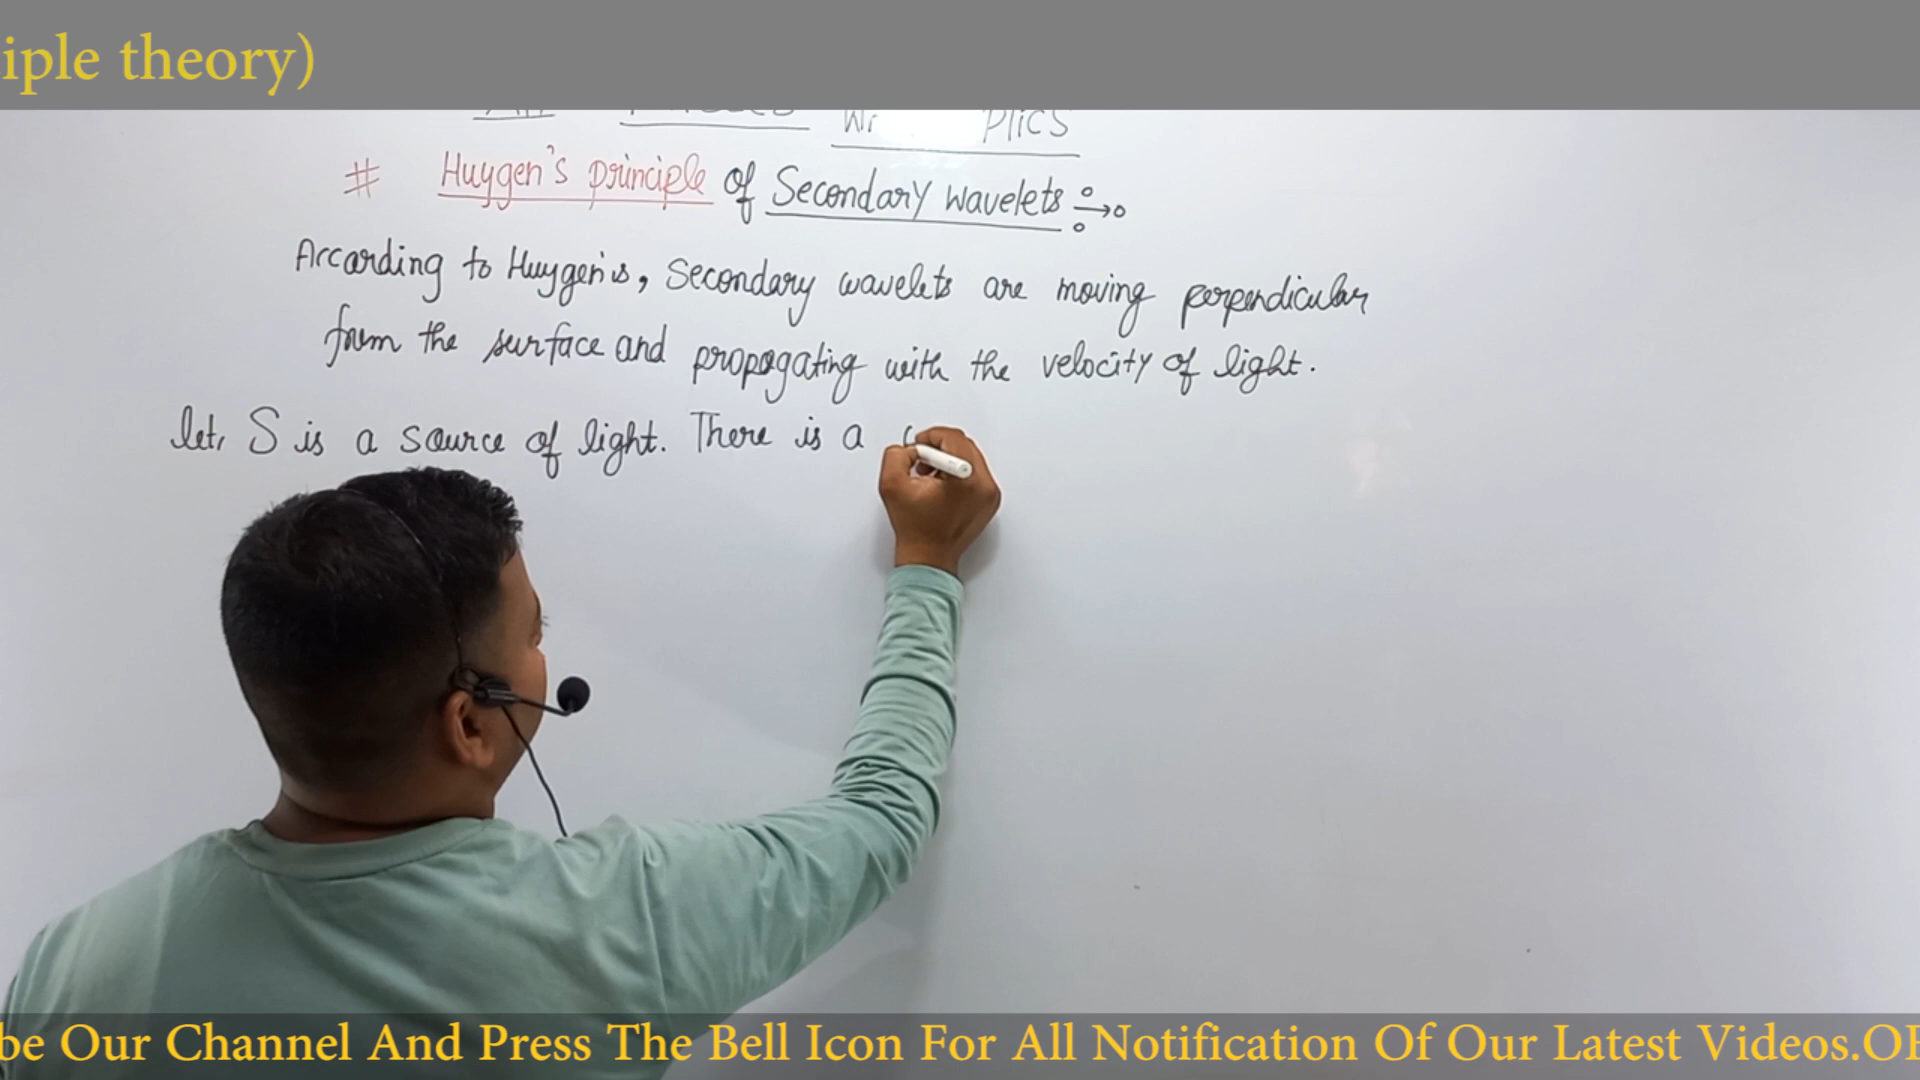 iple theory)
# Huygen's principle of Secondary wavelets :→
According to Huygen's, Secondary wavelets are moving perpendicular
from the surface and propagating with the velocity of light.
let, S is a source of light. There is a
be Our Channel And Press The Bell Icon For All Notification Of Our Latest Videos.OR